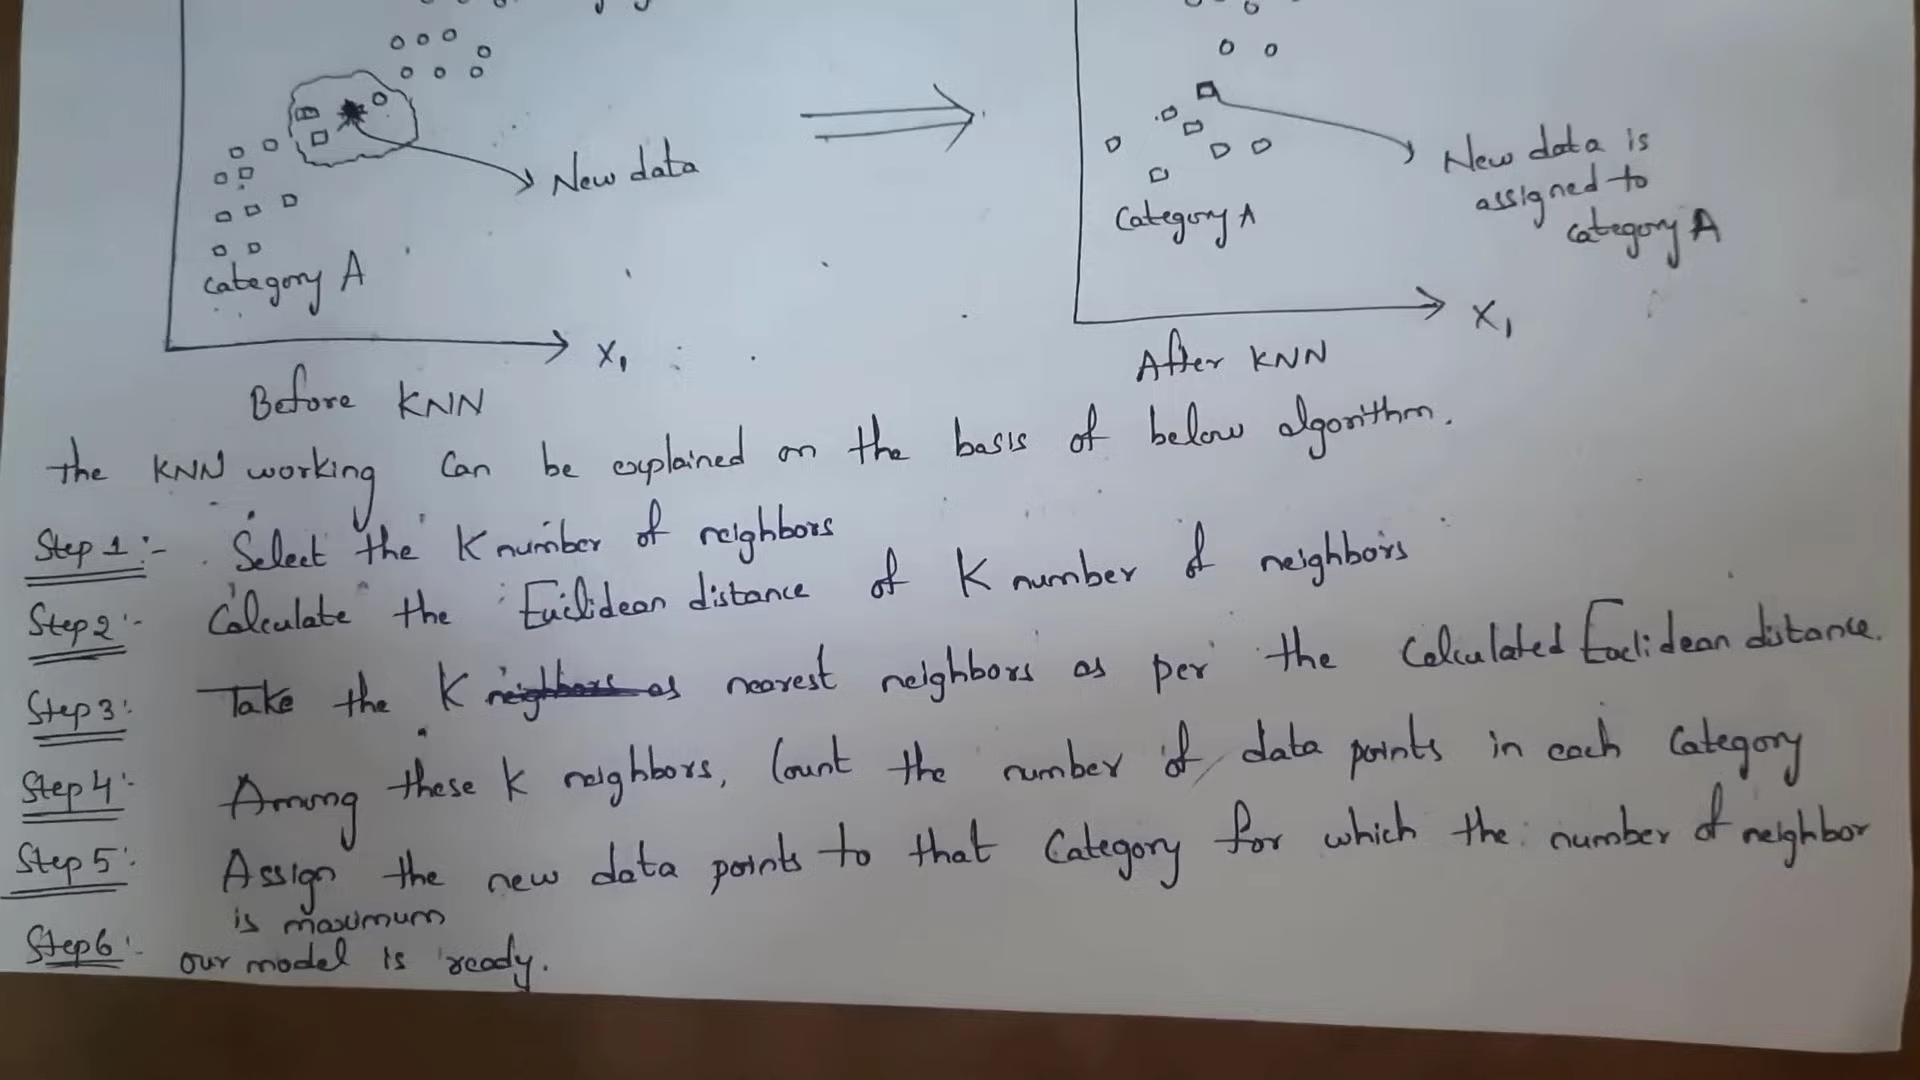 New data
New data is
assigned to
category A
Category A
category A
X₁
X₁
Before KNN
After KNN
the KNN working can be explained on the basis of below algorithm.
Step 1:- Select the K number of neighbors
Step 2:- Calculate the Euclidean distance of K number of neighbors
Step 3:- Take the K nearest neighbors as per the calculated Euclidean distance.
Step 4:- Among these K neighbors, Count the number of data points in each Category
Step 5:- Assign the new data points to that Category for which the number of neighbor
is maximum
Step 6:- our model is ready.